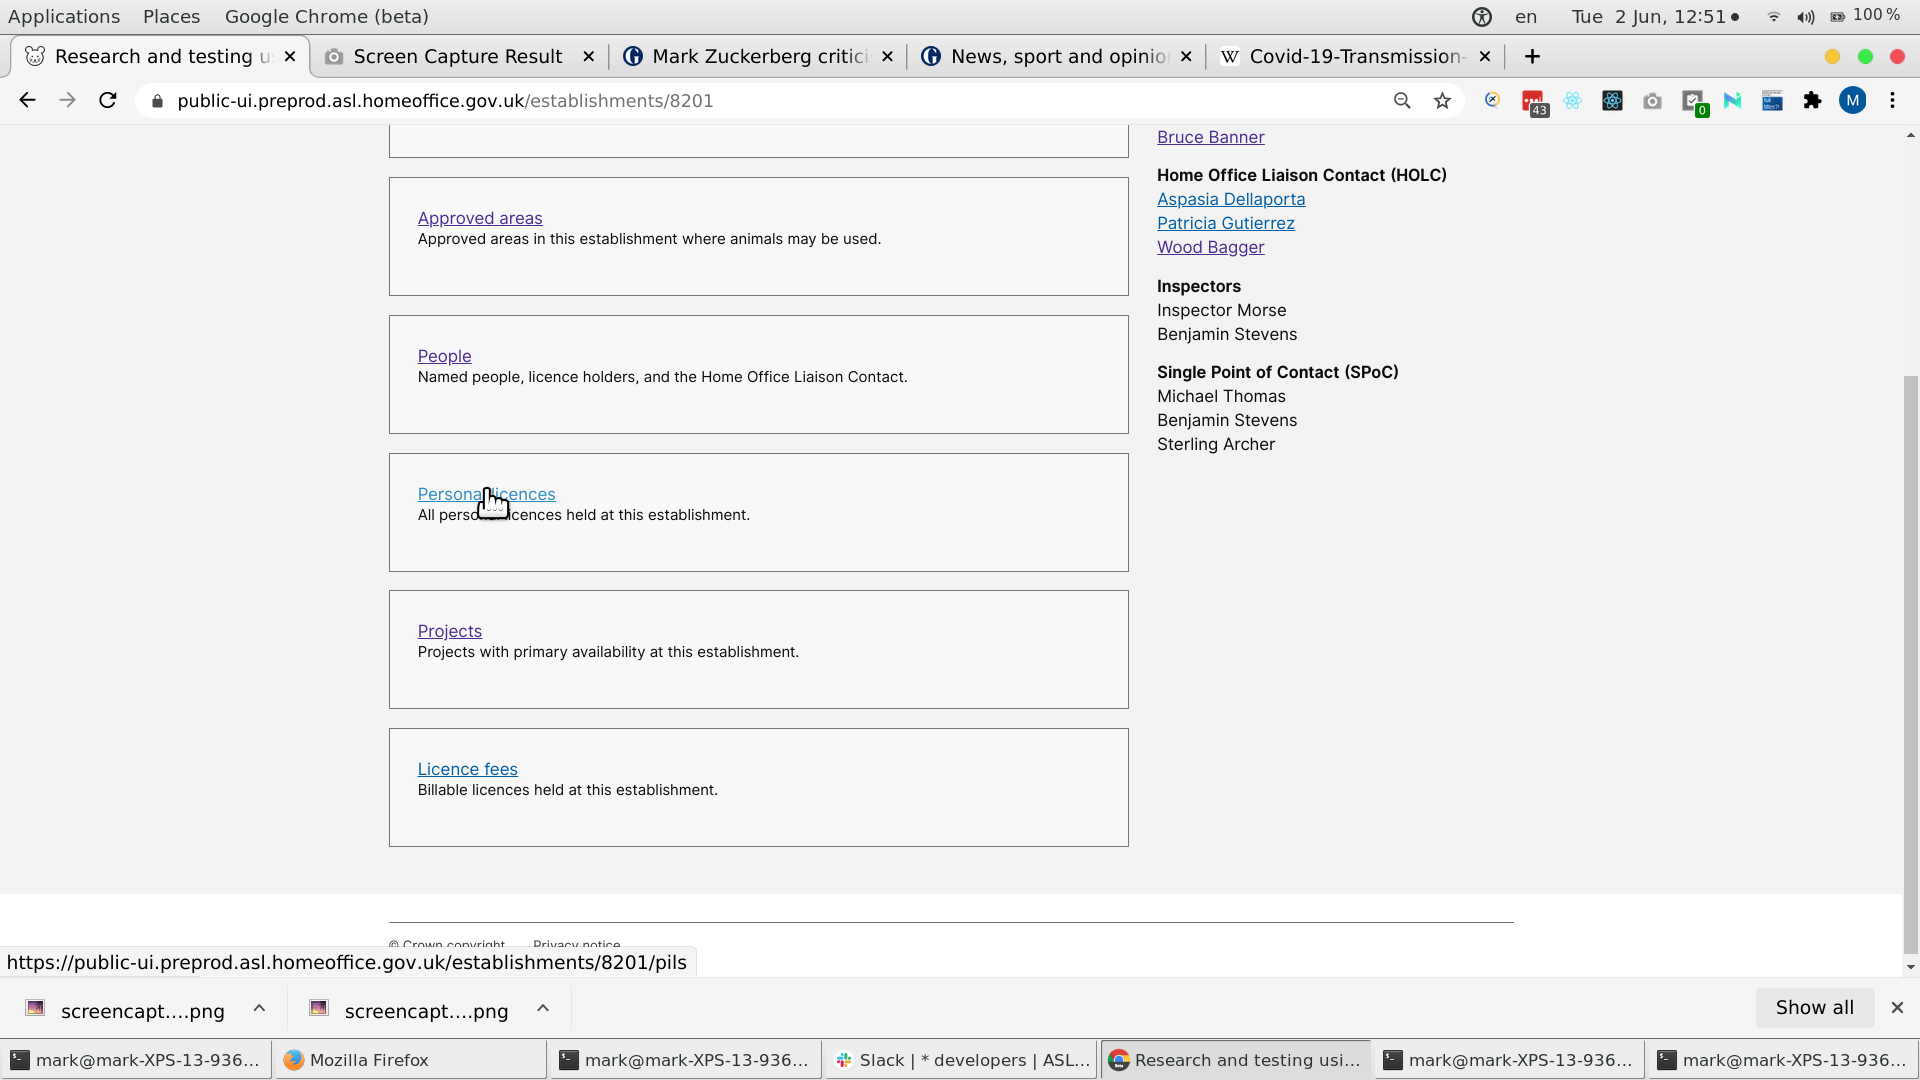 Applications Places Google Chrome (beta) en Tue 2 Jun, 12:51 100 %
Research and testing u Screen Capture Result Mark Zuckerberg critici News, sport and opinio Covid-19-Transmission-
public-ui.preprod.asl.homeoffice.gov.uk/establishments/8201 43 0 M
Approved areas
Approved areas in this establishment where animals may be used.
People
Named people, licence holders, and the Home Office Liaison Contact.
Personal licences
All personal licences held at this establishment.
Projects
Projects with primary availability at this establishment.
Licence fees
Billable licences held at this establishment.
Bruce Banner
Home Office Liaison Contact (HOLC)
Aspasia Dellaporta
Patricia Gutierrez
Wood Bagger
Inspectors
Inspector Morse
Benjamin Stevens
Single Point of Contact (SPoC)
Michael Thomas
Benjamin Stevens
Sterling Archer
© Crown copyright Privacy notice
https://public-ui.preprod.asl.homeoffice.gov.uk/establishments/8201/pils
screencapt....png screencapt....png Show all
mark@mark-XPS-13-936... Mozilla Firefox mark@mark-XPS-13-936... Slack | * developers | ASL... Research and testing usi... mark@mark-XPS-13-936... mark@mark-XPS-13-936...